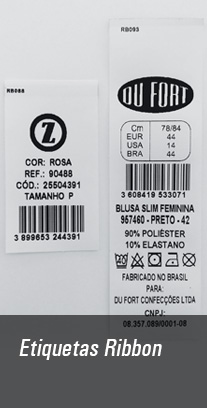 RB088
Z
COR: ROSA
REF.: 90488
CÓD.: 25504391
TAMANHO P
3 899653 244391
RB093
DU FORT
Cm 78/84
EUR 44
USA 14
BRA 44
3 608419 533071
BLUSA SLIM FEMININA
957460 - PRETO - 42
90% POLIÉSTER
10% ELASTANO
FABRICADO NO BRASIL
PARA:
DU FORT CONFECÇÕES LTDA
CNPJ:
08.357.089/0001-08
Etiquetas Ribbon